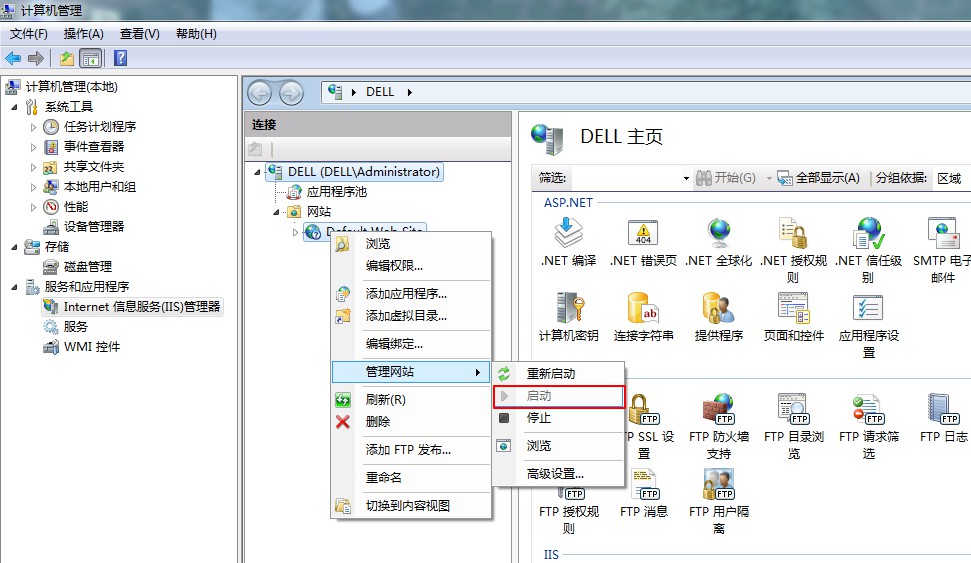 计算机管理
文件(F) 操作(A) 查看(V) 帮助(H)
计算机管理(本地)
系统工具
任务计划程序
事件查看器
共享文件夹
本地用户和组
性能
设备管理器
存储
磁盘管理
服务和应用程序
Internet 信息服务(IIS)管理器
服务
WMI 控件
DELL
连接
DELL (DELL\Administrator)
应用程序池
网站
Default Web Site
浏览
编辑权限...
添加应用程序...
添加虚拟目录...
编辑绑定...
管理网站
刷新(R)
删除
添加 FTP 发布...
重命名
切换到内容视图
重新启动
启动
停止
浏览
高级设置...
DELL 主页
筛选: 开始(G) 全部显示(A) 分组依据: 区域
ASP.NET
.NET 编译
.NET 错误页
.NET 全球化
.NET 授权规
则
.NET 信任级
别
SMTP 电子
邮件
404
计算机密钥
连接字符串
ab
提供程序
页面和控件
应用程序设
置
FTP
FTP
FTP
FTP
FTP
P SSL 设
置
FTP 防火墙
支持
FTP 目录浏
览
FTP 请求筛
选
FTP 日志
FTP
FTP
FTP
FTP 授权规
则
FTP 消息
FTP 用户隔
离
IIS